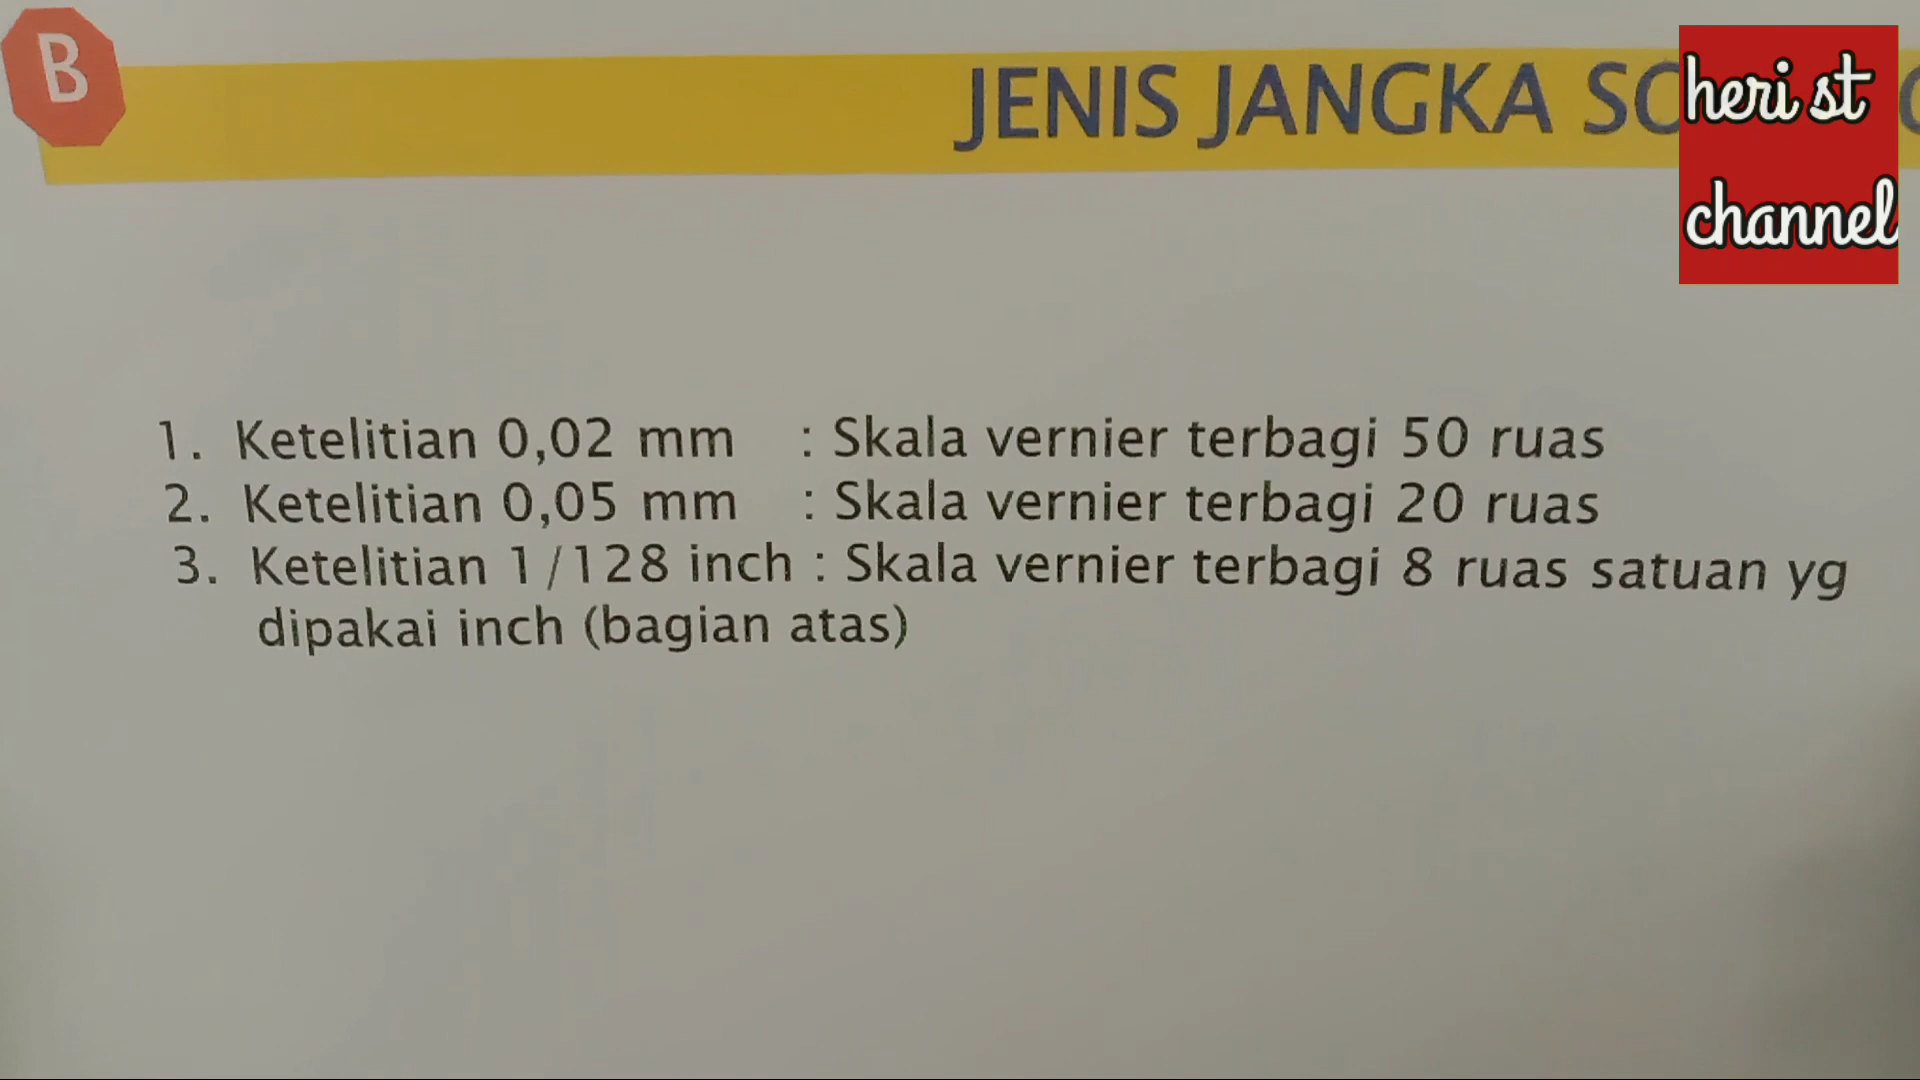 B
JENIS JANGKA
heri st
channel
1. Ketelitian 0,02 mm : Skala vernier terbagi 50 ruas
2. Ketelitian 0,05 mm : Skala vernier terbagi 20 ruas
3. Ketelitian 1/128 inch : Skala vernier terbagi 8 ruas satuan yg
dipakai inch (bagian atas)